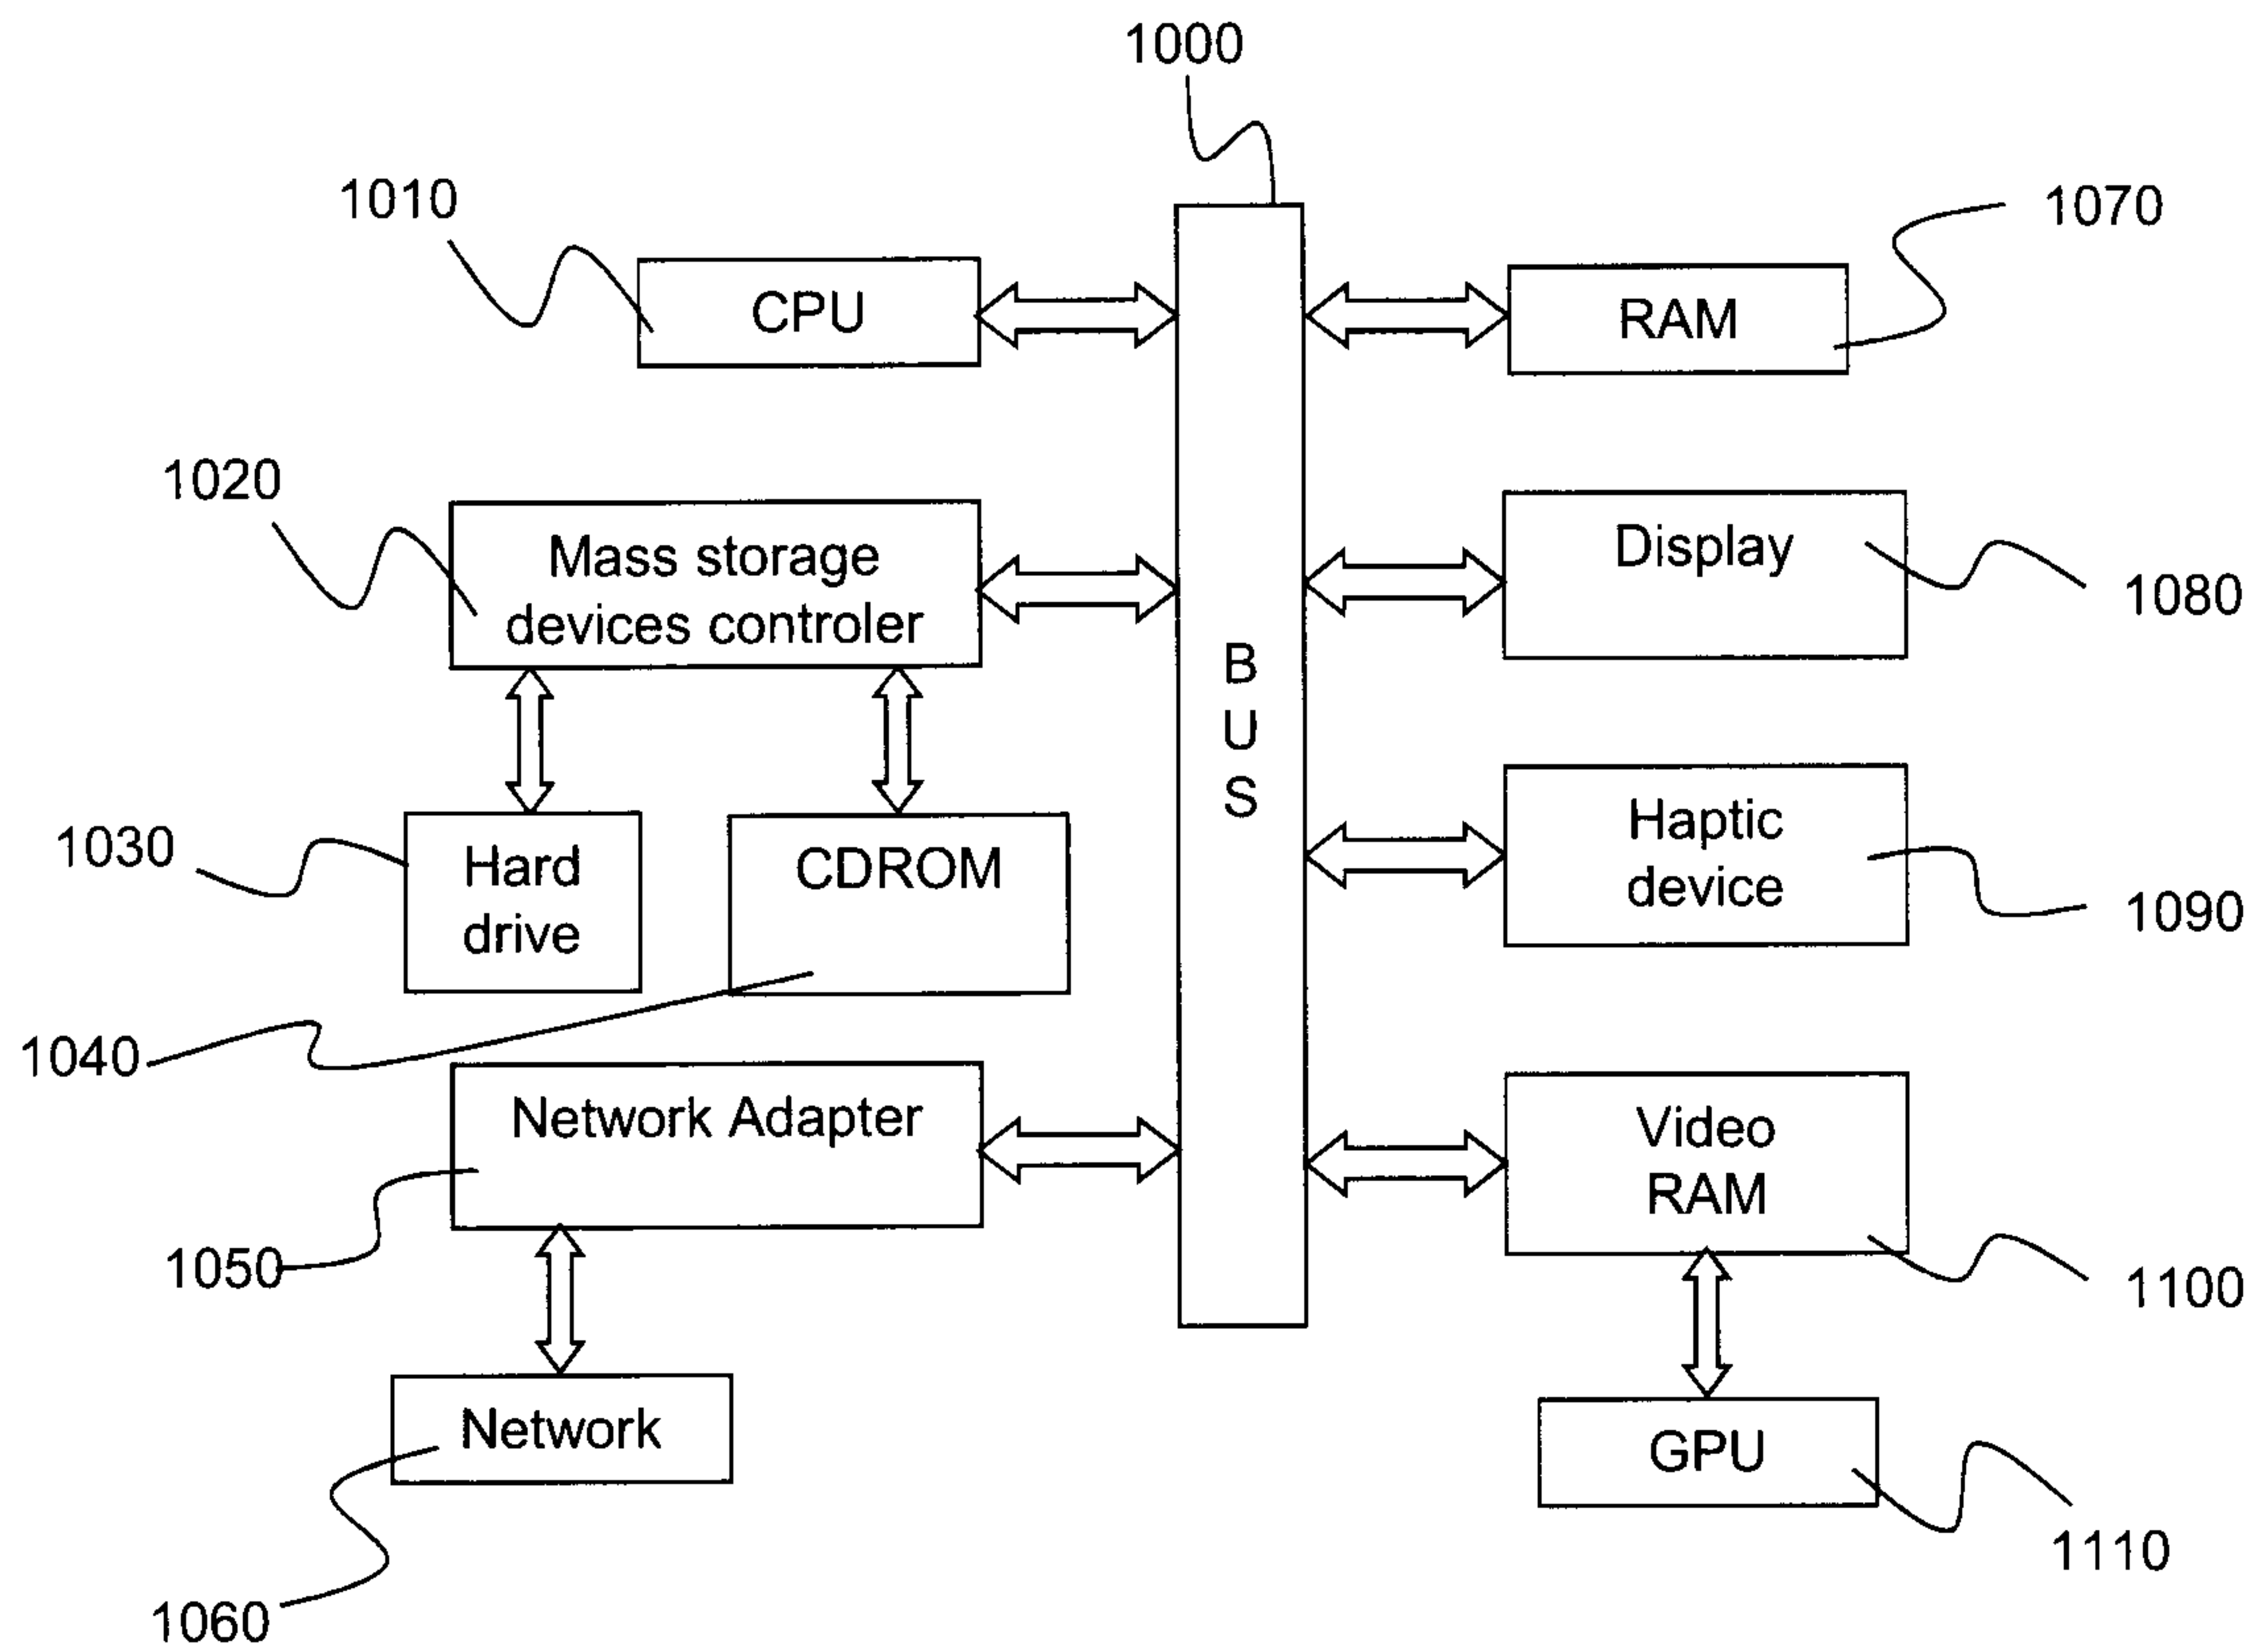 1000
1010
1070
CPU
RAM
1020
Mass storage
devices controler
Display
1080
B
U
S
1030
Hard
drive
CDROM
Haptic
device
1090
1040
Network Adapter
Video
RAM
1050
1100
Network
GPU
1060
1110